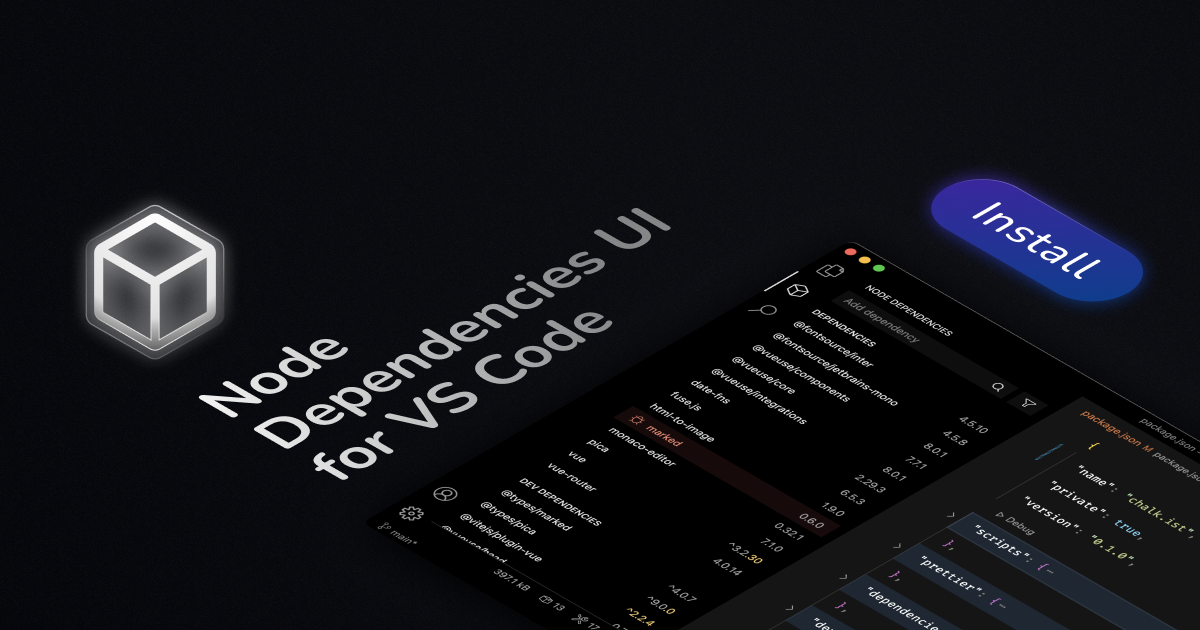 Node
Dependencies UI
for VS Code
Install
NODE DEPENDENCIES
Add dependency
DEPENDENCIES
@fontsource/inter 4.5.10
@fontsource/jetbrains-mono 4.5.8
@vueuse/components 8.0.1
@vueuse/core 7.7.1
@vueuse/integrations 8.0.1
date-fns 2.29.3
fuse.js 6.5.3
html-to-image 1.9.0
marked 0.6.0
monaco-editor 0.32.1
pica 7.1.0
vue ^3.2.30
vue-router 4.0.14
DEV DEPENDENCIES
@types/marked ^4.0.7
@types/pica ^9.0.0
@vitejs/plugin-vue ^2.2.4
main*
397.1 kB
13
17
package.json M
package.json
package.js
{
"name": "chalk.ist",
"private": true,
"version": "0.1.0",
Debug
"scripts": {
},
"prettier": {
},
"dependencie
},
"de